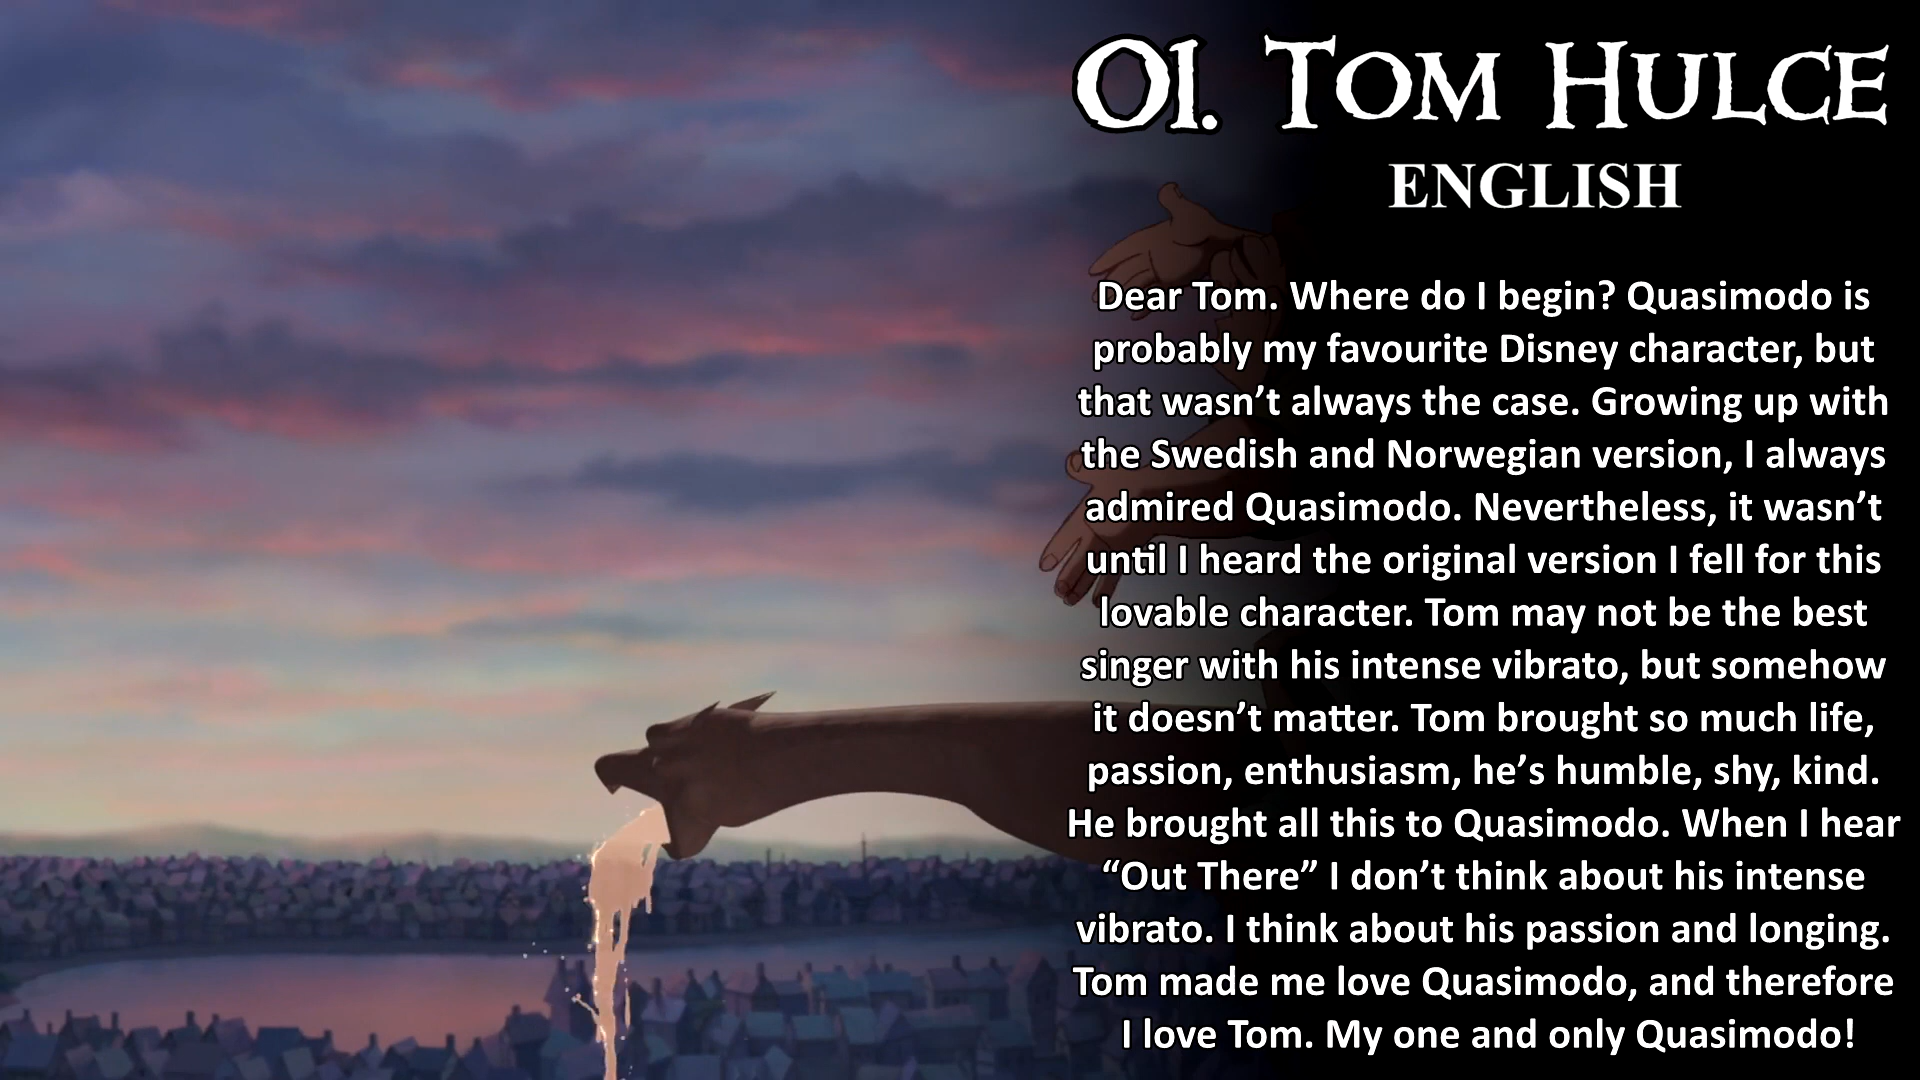 01. Tom Hulce
ENGLISH
Dear Tom. Where do I begin? Quasimodo is
probably my favourite Disney character, but
that wasn’t always the case. Growing up with
the Swedish and Norwegian version, I always
admired Quasimodo. Nevertheless, it wasn’t
until I heard the original version I fell for this
lovable character. Tom may not be the best
singer with his intense vibrato, but somehow
it doesn’t matter. Tom brought so much life,
passion, enthusiasm, he’s humble, shy, kind.
He brought all this to Quasimodo. When I hear
“Out There” I don’t think about his intense
vibrato. I think about his passion and longing.
Tom made me love Quasimodo, and therefore
I love Tom. My one and only Quasimodo!